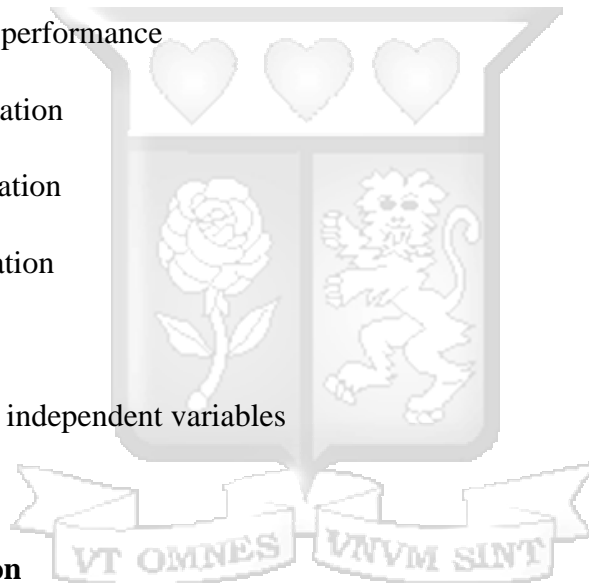 performance
ation
ation
ation
independent variables
on
VT OMNES VNVM SINT